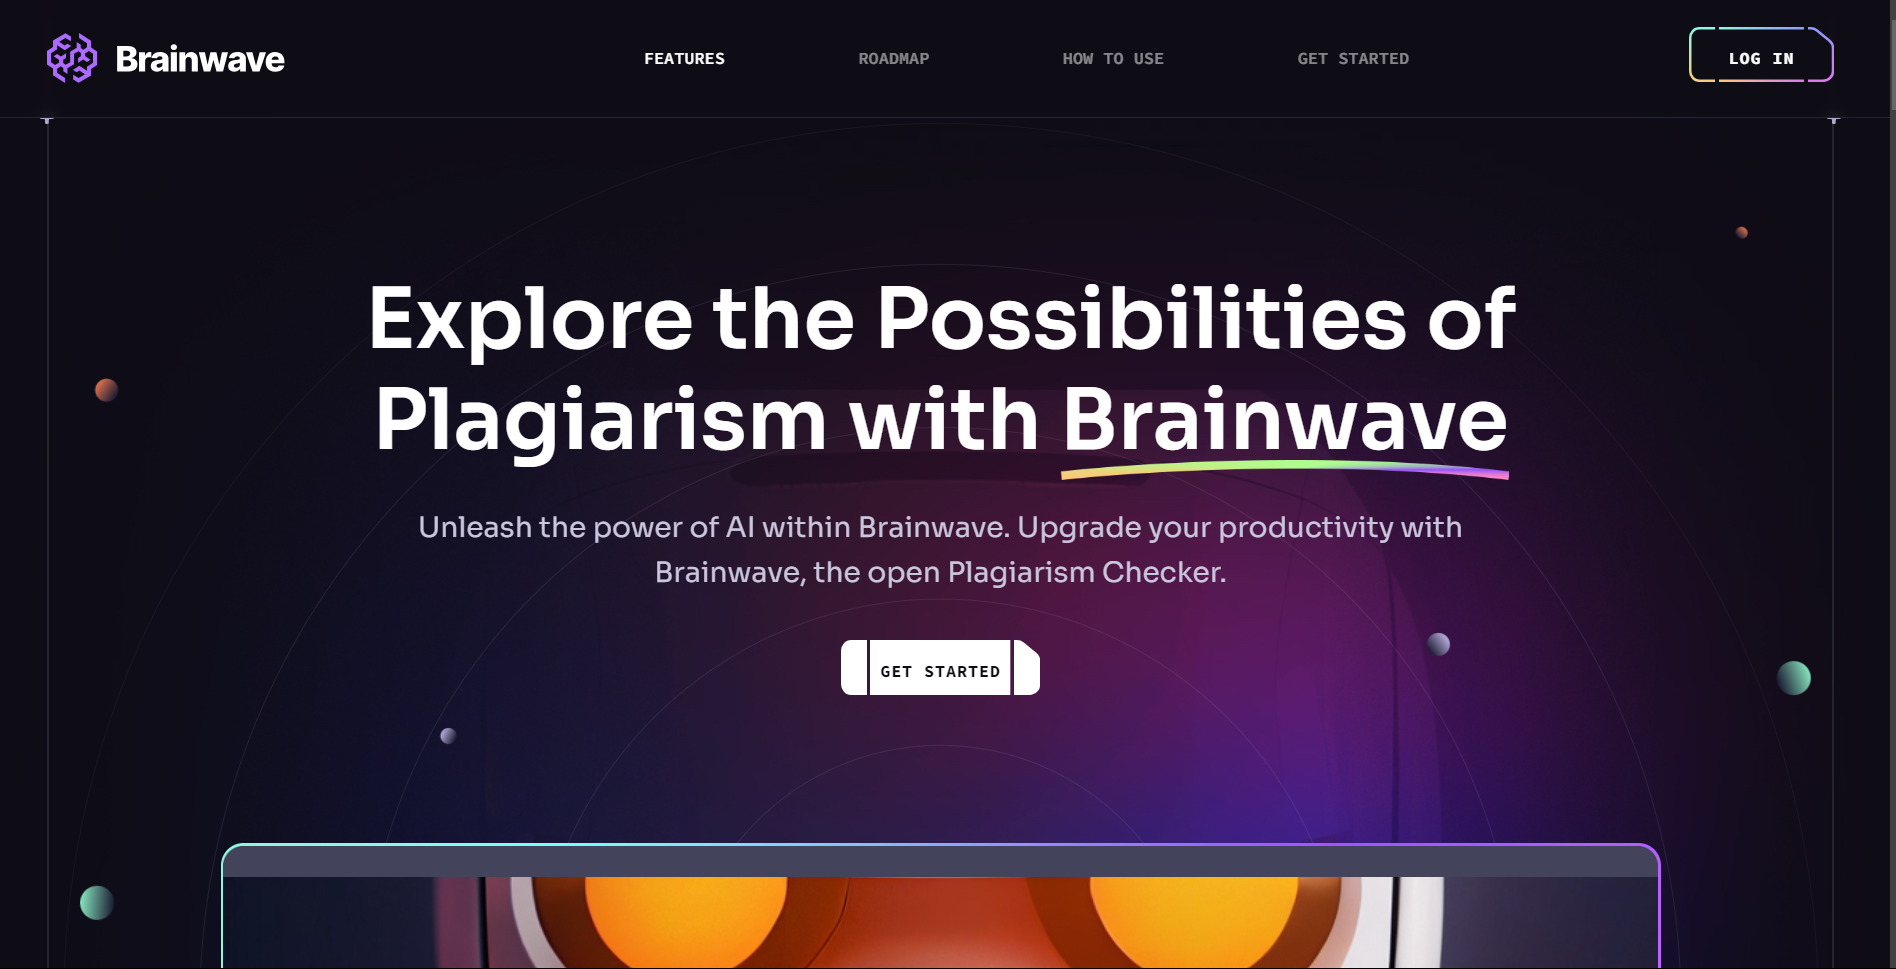 Brainwave
FEATURES
ROADMAP
HOW TO USE
GET STARTED
LOG IN
Explore the Possibilities of
Plagiarism with Brainwave
Unleash the power of AI within Brainwave. Upgrade your productivity with
Brainwave, the open Plagiarism Checker.
GET STARTED